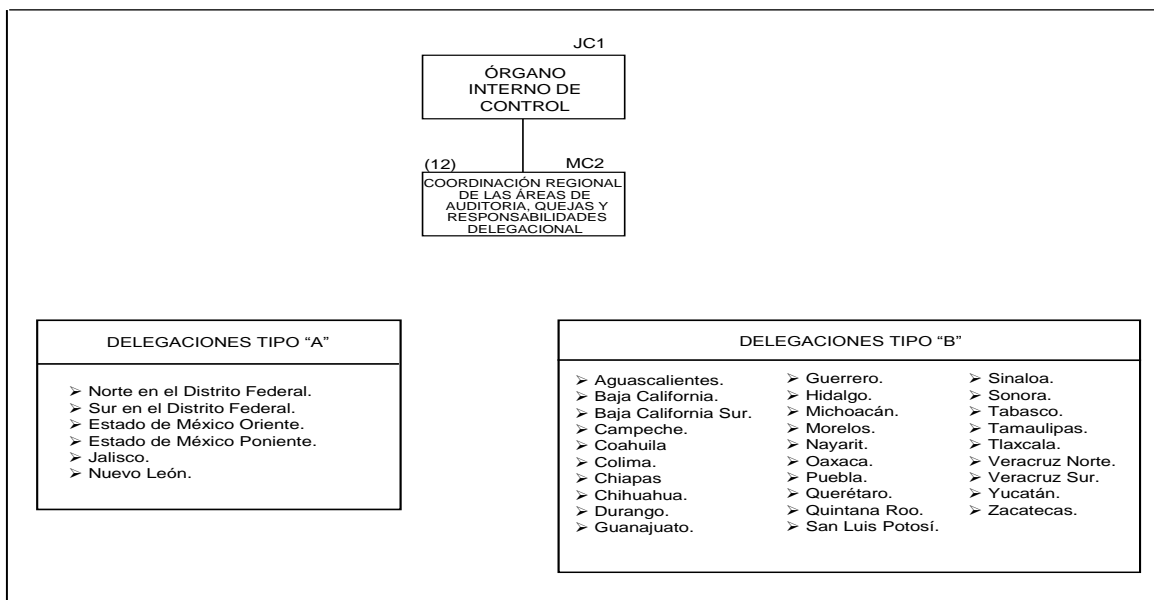 JC1
ÓRGANO
INTERNO DE
CONTROL
(12) MC2
COORDINACIÓN REGIONAL
DE LAS ÁREAS DE
AUDITORIA, QUEJAS Y
RESPONSABILIDADES
DELEGACIONAL
DELEGACIONES TIPO “A”
➢ Norte en el Distrito Federal.
➢ Sur en el Distrito Federal.
➢ Estado de México Oriente.
➢ Estado de México Poniente.
➢ Jalisco.
➢ Nuevo León.
DELEGACIONES TIPO “B”
➢ Aguascalientes.
➢ Baja California.
➢ Baja California Sur.
➢ Campeche.
➢ Coahuila
➢ Colima.
➢ Chiapas
➢ Chihuahua.
➢ Durango.
➢ Guanajuato.
➢ Guerrero.
➢ Hidalgo.
➢ Michoacán.
➢ Morelos.
➢ Nayarit.
➢ Oaxaca.
➢ Puebla.
➢ Querétaro.
➢ Quintana Roo.
➢ San Luis Potosí.
➢ Sinaloa.
➢ Sonora.
➢ Tabasco.
➢ Tamaulipas.
➢ Tlaxcala.
➢ Veracruz Norte.
➢ Veracruz Sur.
➢ Yucatán.
➢ Zacatecas.